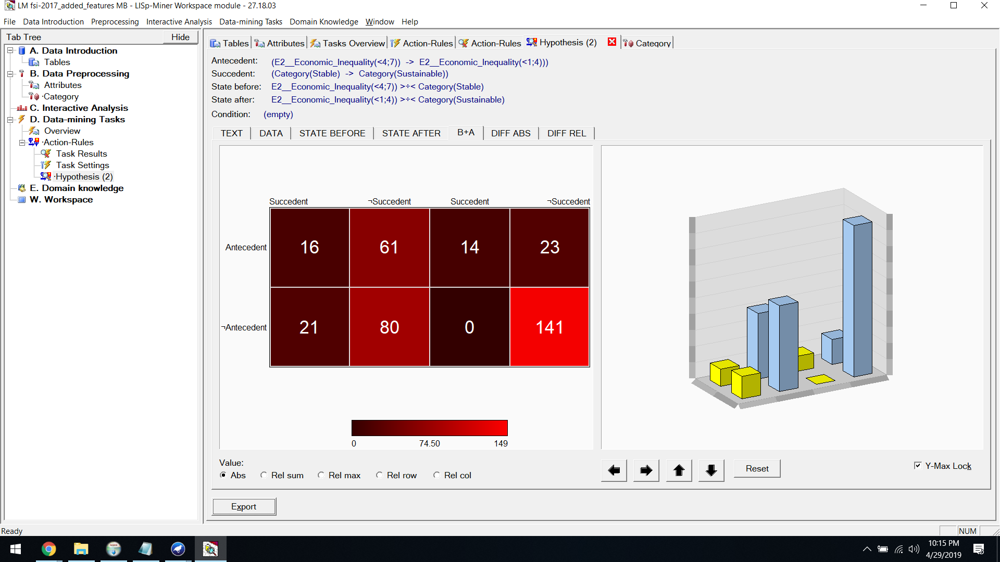 LM fsi-2017_added_features MB - LISp-Miner Workspace module - 27.18.03
File Data Introduction Preprocessing Interactive Analysis Data-mining Tasks Domain Knowledge Window Help
Tab Tree Hide
A. Data Introduction
Tables
B. Data Preprocessing
Attributes
·Category
C. Interactive Analysis
D. Data-mining Tasks
Overview
·Action-Rules
Task Results
Task Settings
·Hypothesis (2)
E. Domain knowledge
W. Workspace
Tables Attributes Tasks Overview Action-Rules Action-Rules Hypothesis (2) Category
Antecedent: (E2__Economic_Inequality(<4;7)) -> E2__Economic_Inequality(<1;4)))
Succedent: (Category(Stable) -> Category(Sustainable))
State before: E2__Economic_Inequality(<4;7)) >÷< Category(Stable)
State after: E2__Economic_Inequality(<1;4)) >÷< Category(Sustainable)
Condition: (empty)
TEXT DATA STATE BEFORE STATE AFTER B+A DIFF ABS DIFF REL
Succedent ¬Succedent Succedent ¬Succedent
Antecedent 16 61 14 23
¬Antecedent 21 80 0 141
0 74.50 149
Value:
Abs Rel sum Rel max Rel row Rel col
Reset
Y-Max Lock
Export
Ready
NUM
10:15 PM
4/29/2019